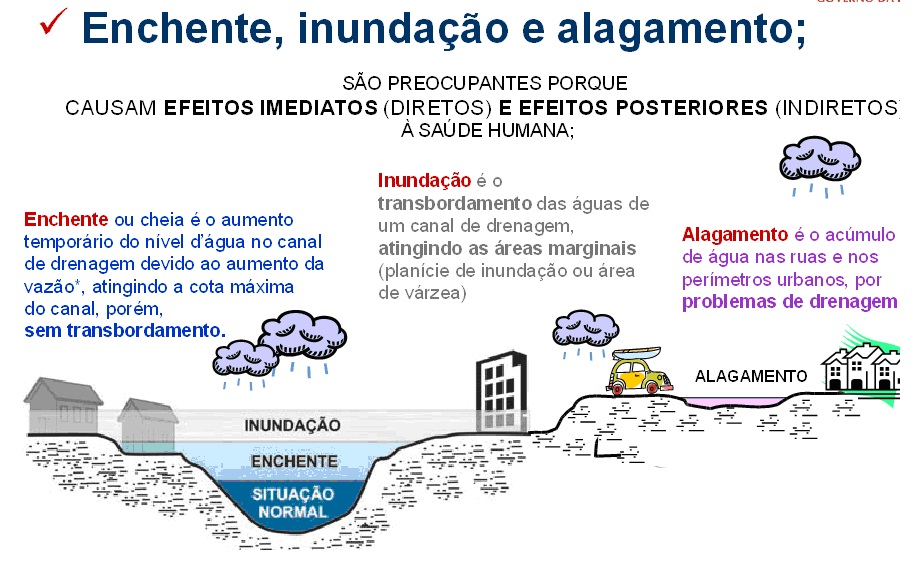 Enchente, inundação e alagamento;
SÃO PREOCUPANTES PORQUE
CAUSAM EFEITOS IMEDIATOS (DIRETOS) E EFEITOS POSTERIORES (INDIRETOS)
À SAÚDE HUMANA;
Enchente ou cheia é o aumento
temporário do nível d'água no canal
de drenagem devido ao aumento da
vazão*, atingindo a cota máxima
do canal, porém,
sem transbordamento.
Inundação é o
transbordamento das águas de
um canal de drenagem,
atingindo as áreas marginais
(planície de inundação ou área
de várzea)
Alagamento é o acúmulo
de água nas ruas e nos
perímetros urbanos, por
problemas de drenagem
ALAGAMENTO
INUNDAÇÃO
ENCHENTE
SITUAÇÃO
NORMAL